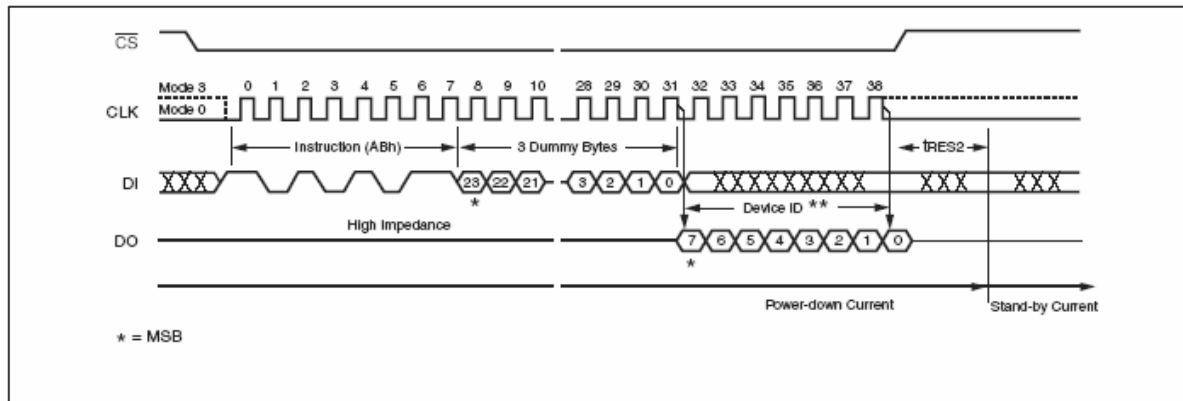 CS
Mode 3 0 1 2 3 4 5 6 7 8 9 10 28 29 30 31 32 33 34 35 36 37 38
CLK Mode 0
Instruction (ABh) 3 Dummy Bytes tRES2
DI 23 22 21 3 2 1 0
* Device ID **
High Impedance
DO 7 6 5 4 3 2 1 0
*
Power-down Current Stand-by Current
* = MSB